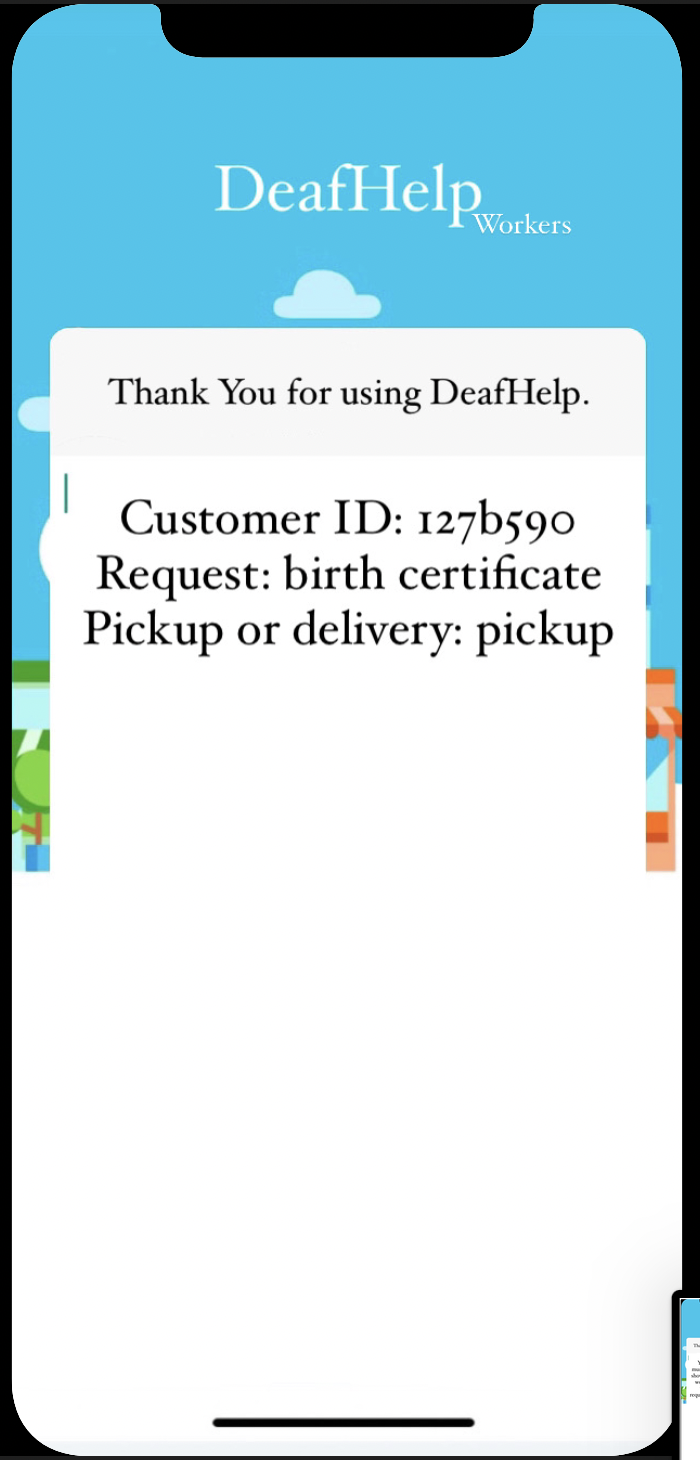 DeafHelp
Workers
Thank You for using DeafHelp.
Customer ID: 127b590
Request: birth certificate
Pickup or delivery: pickup